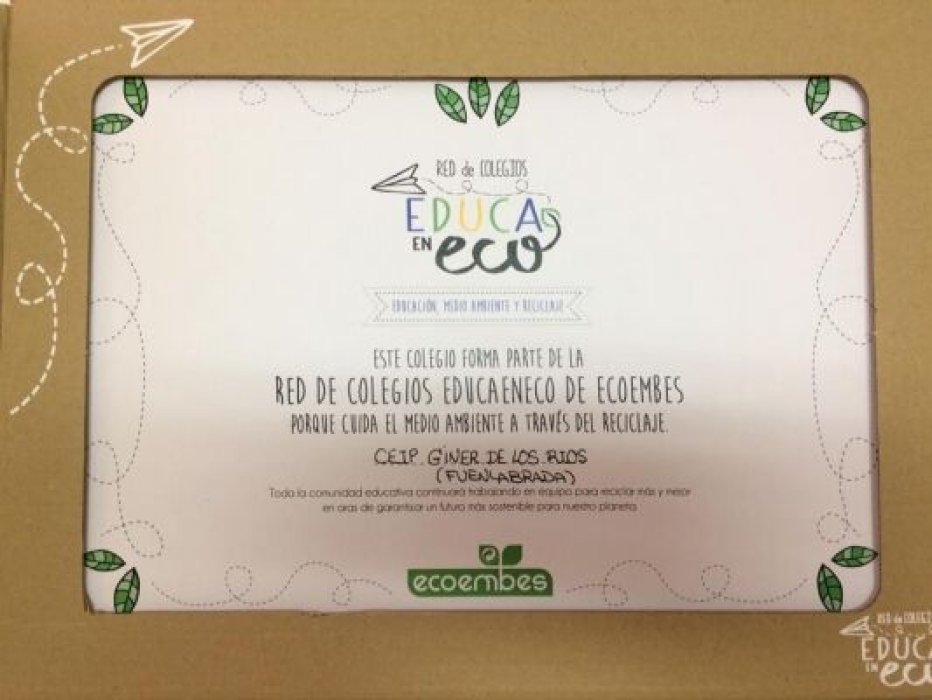 RED de COLEGIOS
EDUCA
EN eco
EDUCACIÓN, MEDIO AMBIENTE Y RECICLAJE
ESTE COLEGIO FORMA PARTE DE LA
RED DE COLEGIOS EDUCAENECO DE ECOEMBES
PORQUE CUIDA EL MEDIO AMBIENTE A TRAVÉS DEL RECICLAJE.
C.E.I.P. GINER DE LOS RIOS
(FUENLABRADA)
Toda la comunidad educativa continuará trabajando en equipo para reciclar más y mejor
en aras de garantizar un futuro más sostenible para nuestro planeta.
ecoembes
RED de COLEGIOS
EDUCA
EN eco